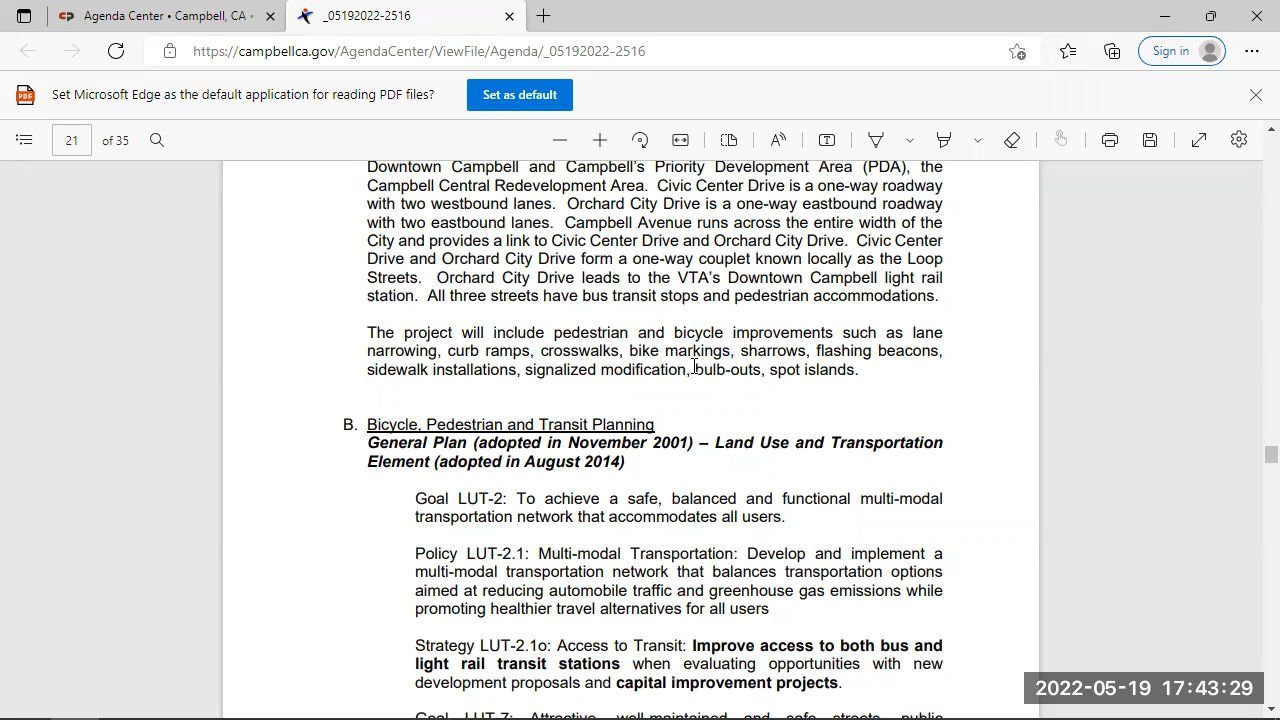 Agenda Center • Campbell, CA •
_05192022-2516
https://campbellca.gov/AgendaCenter/ViewFile/Agenda/_05192022-2516
Sign in
PDF
Set Microsoft Edge as the default application for reading PDF files?
Set as default
21 of 35
Downtown Campbell and Campbell's Priority Development Area (PDA), the
Campbell Central Redevelopment Area. Civic Center Drive is a one-way roadway
with two westbound lanes. Orchard City Drive is a one-way eastbound roadway
with two eastbound lanes. Campbell Avenue runs across the entire width of the
City and provides a link to Civic Center Drive and Orchard City Drive. Civic Center
Drive and Orchard City Drive form a one-way couplet known locally as the Loop
Streets. Orchard City Drive leads to the VTA's Downtown Campbell light rail
station. All three streets have bus transit stops and pedestrian accommodations.
The project will include pedestrian and bicycle improvements such as lane
narrowing, curb ramps, crosswalks, bike markings, sharrows, flashing beacons,
sidewalk installations, signalized modification, bulb-outs, spot islands.
B. Bicycle, Pedestrian and Transit Planning
General Plan (adopted in November 2001) – Land Use and Transportation
Element (adopted in August 2014)
Goal LUT-2: To achieve a safe, balanced and functional multi-modal
transportation network that accommodates all users.
Policy LUT-2.1: Multi-modal Transportation: Develop and implement a
multi-modal transportation network that balances transportation options
aimed at reducing automobile traffic and greenhouse gas emissions while
promoting healthier travel alternatives for all users
Strategy LUT-2.1o: Access to Transit: Improve access to both bus and
light rail transit stations when evaluating opportunities with new
development proposals and capital improvement projects.
Goal LUT-7: Attractive, well-maintained and safe streets, public
2022-05-19 17:43:29